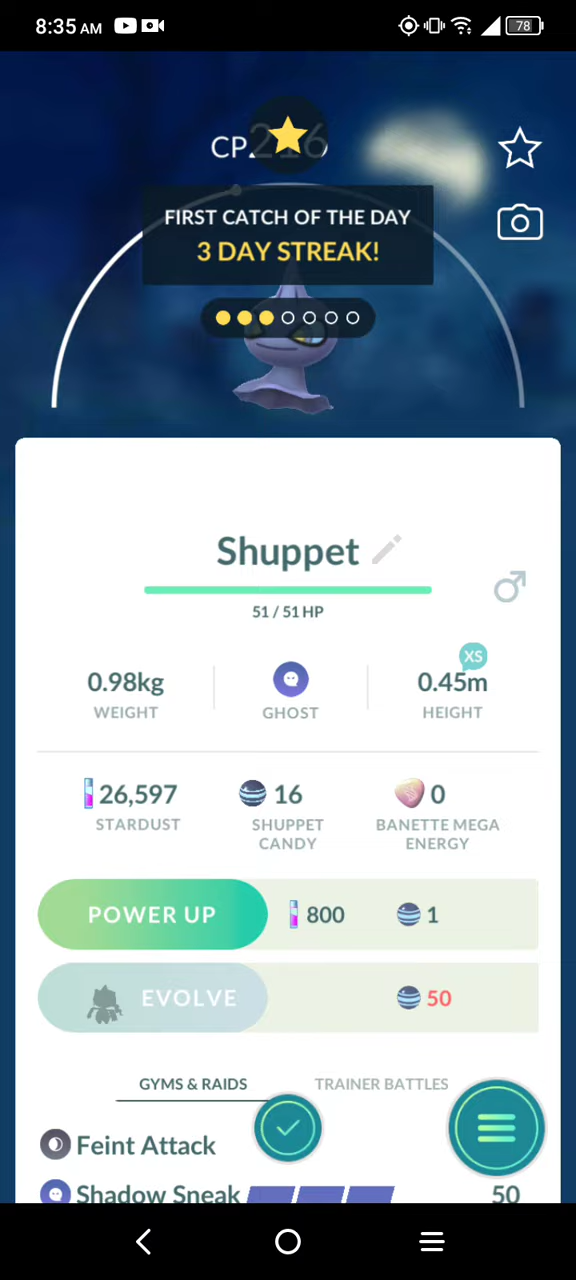 8:35 AM
78
CP
FIRST CATCH OF THE DAY
3 DAY STREAK!
Shuppet
51 / 51 HP
XS
0.98kg
0.45m
WEIGHT
GHOST
HEIGHT
26,597
16
0
STARDUST
SHUPPET
CANDY
BANETTE MEGA
ENERGY
POWER UP
800
1
EVOLVE
50
GYMS & RAIDS
TRAINER BATTLES
Feint Attack
Shadow Sneak
50